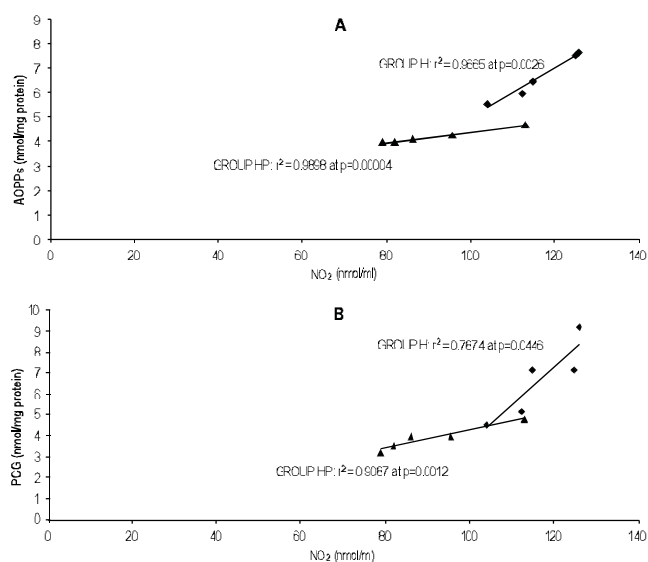 A
9
8
7
6
5
4
3
2
1
0
AOPPs (nmol/mg protein)
GROUP H: r²=0.9665 at p=0.0026
GROUP HP: r²=0.9898 at p=0.00004
0 20 40 60 80 100 120 140
NO₂ (nmol/ml)
B
10
9
8
7
6
5
4
3
2
1
0
PCG (nmol/mg protein)
GROUP H: r²=0.7674 at p=0.0446
GROUP HP: r²=0.9067 at p=0.0012
0 20 40 60 80 100 120 140
NO₂ (nmol/ml)